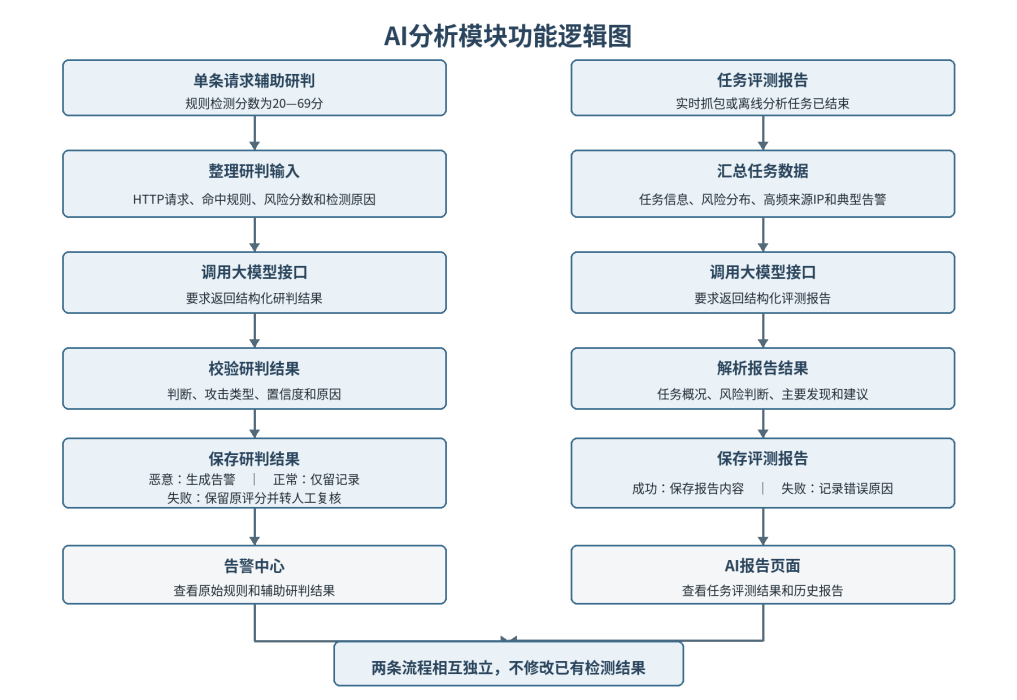 AI分析模块功能逻辑图
单条请求辅助研判
规则检测分数为20—69分
整理研判输入
HTTP请求、命中规则、风险分数和检测原因
调用大模型接口
要求返回结构化研判结果
校验研判结果
判断、攻击类型、置信度和原因
保存研判结果
恶意：生成告警 ｜ 正常：仅留记录
失败：保留原评分并转人工复核
告警中心
查看原始规则和辅助研判结果
任务评测报告
实时抓包或离线分析任务已结束
汇总任务数据
任务信息、风险分布、高频来源IP和典型告警
调用大模型接口
要求返回结构化评测报告
解析报告结果
任务概况、风险判断、主要发现和建议
保存评测报告
成功：保存报告内容 ｜ 失败：记录错误原因
AI报告页面
查看任务评测结果和历史报告
两条流程相互独立，不修改已有检测结果